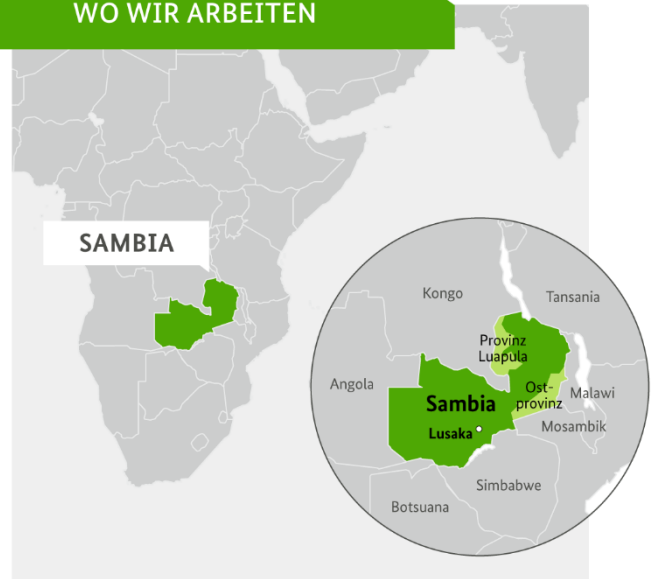 WO WIR ARBEITEN
SAMBIA
Kongo
Tansania
Provinz
Luapula
Angola
Ost-
provinz
Malawi
Sambia
Lusaka
Mosambik
Simbabwe
Botsuana